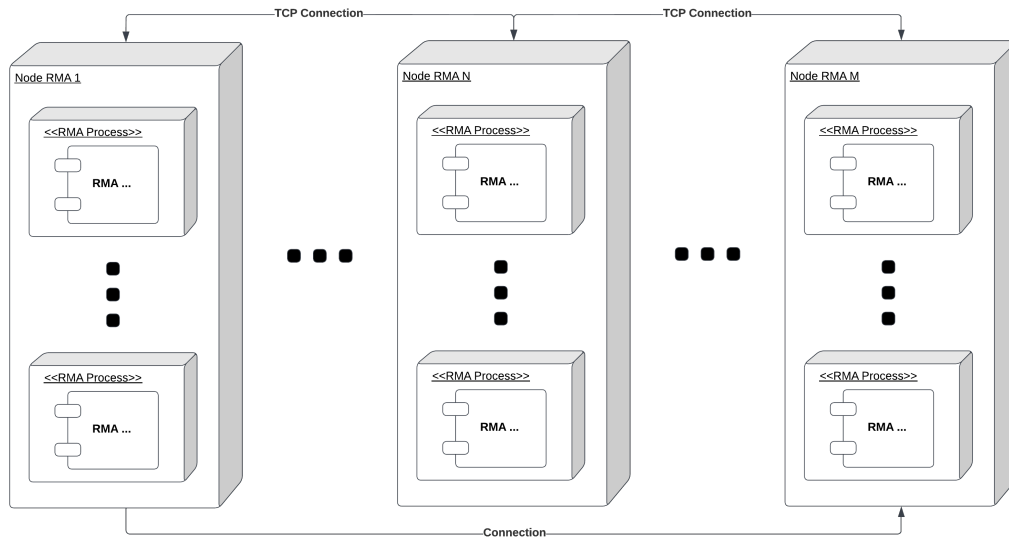 TCP Connection
TCP Connection
Node RMA 1
Node RMA N
Node RMA M
<<RMA Process>>
RMA ...
<<RMA Process>>
RMA ...
<<RMA Process>>
RMA ...
<<RMA Process>>
RMA ...
<<RMA Process>>
RMA ...
<<RMA Process>>
RMA ...
Connection